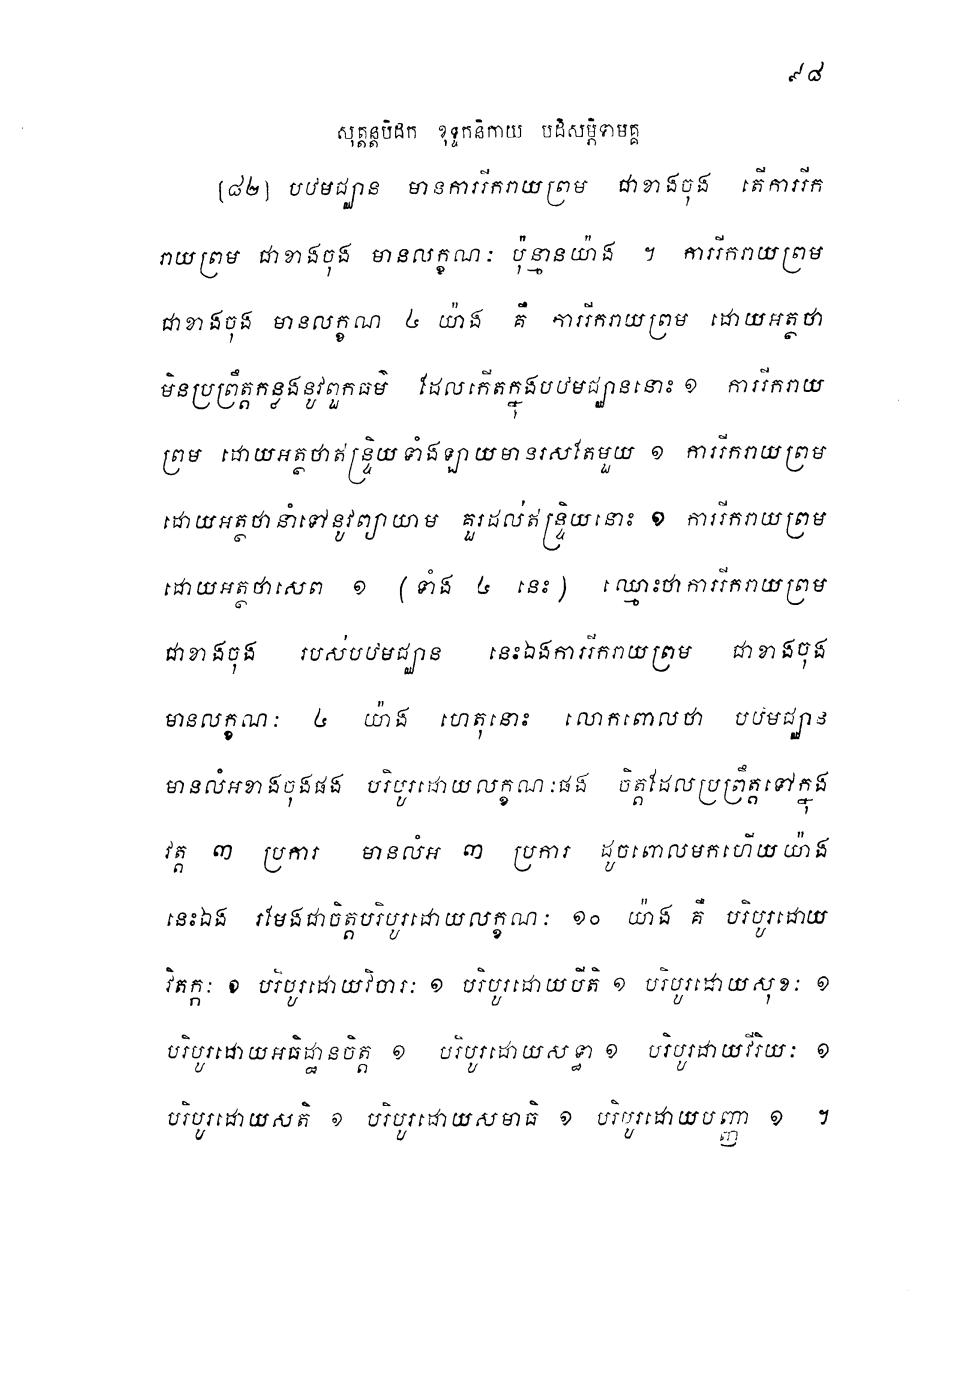 ៩៨
សុត្តន្តបិដក ខុទ្ទកនិកាយ បដិសម្ភិទាមគ្គ
[៨២] បឋមជ្ឈាន មានការរីករាយព្រម ជាខាងចុង តើការរីក
រាយព្រម ជាខាងចុង មានលក្ខណៈ ប៉ុន្មានយ៉ាង ។ ការរីករាយព្រម
ជាខាងចុង មានលក្ខណ ៤ យ៉ាង គឺ ការរីករាយព្រម ដោយអត្ថថា
មិនប្រព្រឹត្តកន្លងនូវពួកធម៌ ដែលកើតក្នុងបឋមជ្ឈាននោះ ១ ការរីករាយ
ព្រម ដោយអត្ថថាឥន្ទ្រិយទាំងឡាយមានរសតែមួយ ១ ការរីករាយព្រម
ដោយអត្ថថានាំទៅនូវព្យាយាម គួរដល់ឥន្ទ្រិយនោះ ១ ការរីករាយព្រម
ដោយអត្ថថាសេព ១ (ទាំង ៤ នេះ) ឈ្មោះថាការរីករាយព្រម
ជាខាងចុង របស់បឋមជ្ឈាន នេះឯងការរីករាយព្រម ជាខាងចុង
មានលក្ខណៈ ៤ យ៉ាង ហេតុនោះ លោកពោលថា បឋមជ្ឈាន
មានលំអខាងចុងផង បរិបូរដោយលក្ខណៈផង ចិត្តដែលប្រព្រឹត្តទៅក្នុង
វត្ត ៣ ប្រការ មានលំអ ៣ ប្រការ ដូចពោលមកហើយយ៉ាង
នេះឯង រមែងជាចិត្តបរិបូរដោយលក្ខណៈ ១០ យ៉ាង គឺ បរិបូរដោយ
វិតក្កៈ ១ បរិបូរដោយវិចារៈ ១ បរិបូរដោយបីតិ ១ បរិបូរដោយសុខៈ ១
បរិបូរដោយអធិដ្ឋានចិត្ត ១ បរិបូរដោយសទ្ធា ១ បរិបូរដោយវីរិយៈ ១
បរិបូរដោយសតិ ១ បរិបូរដោយសមាធិ ១ បរិបូរដោយបញ្ញា ១ ។